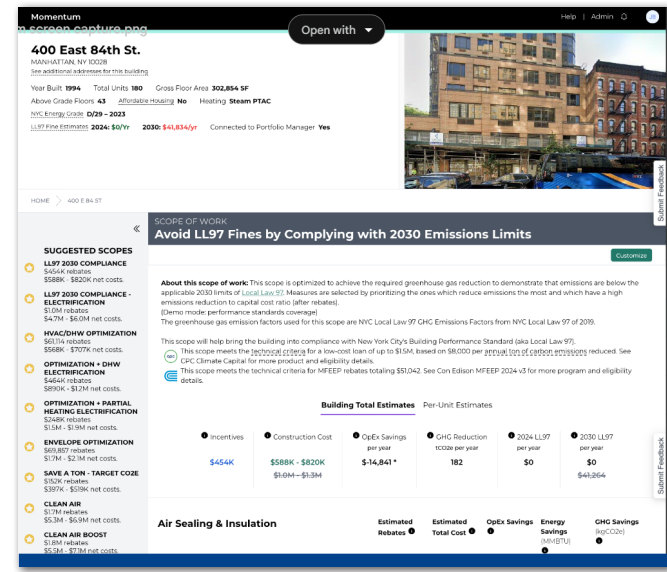 Momentum
Help | Admin
JB
m screen capture.png
Open with
400 East 84th St.
MANHATTAN, NY 10028
See additional addresses for this building
Year Built 1994 Total Units 180 Gross Floor Area 302,854 SF
Above Grade Floors 43 Affordable Housing No Heating Steam PTAC
NYC Energy Grade D/29 – 2023
LL97 Fine Estimates 2024: $0/Yr 2030: $41,834/yr Connected to Portfolio Manager Yes
Submit Feedback
HOME 400 E 84 ST
SCOPE OF WORK
Avoid LL97 Fines by Complying with 2030 Emissions Limits
Customize
SUGGESTED SCOPES
LL97 2030 COMPLIANCE
$454K rebates
$588K - $820K net costs.
LL97 2030 COMPLIANCE - ELECTRIFICATION
$1.0M rebates
$4.7M - $6.0M net costs.
HVAC/DHW OPTIMIZATION
$61,114 rebates
$568K - $707K net costs.
OPTIMIZATION + DHW ELECTRIFICATION
$464K rebates
$890K - $1.2M net costs.
OPTIMIZATION + PARTIAL HEATING ELECTRIFICATION
$248K rebates
$1.5M - $1.9M net costs.
ENVELOPE OPTIMIZATION
$69,857 rebates
$1.7M - $2.1M net costs.
SAVE A TON - TARGET CO2E
$152K rebates
$397K - $519K net costs.
CLEAN AIR
$1.7M rebates
$5.3M - $6.9M net costs.
CLEAN AIR BOOST
$1.8M rebates
$5.5M - $7.1M net costs.
About this scope of work: This scope is optimized to achieve the required greenhouse gas reduction to demonstrate that emissions are below the
applicable 2030 limits of Local Law 97. Measures are selected by prioritizing the ones which reduce emissions the most and which have a high
emissions reduction to capital cost ratio (after rebates).
(Demo mode: performance standards coverage)
The greenhouse gas emission factors used for this scope are NYC Local Law 97 GHG Emissions Factors from NYC Local Law 97 of 2019.
This scope will help bring the building into compliance with New York City's Building Performance Standard (aka Local Law 97).
This scope meets the technical criteria for a low-cost loan of up to $1.5M, based on $8,000 per annual ton of carbon emissions reduced. See
CPC Climate Capital for more product and eligibility details.
This scope meets the technical criteria for MFEEP rebates totaling $51,042. See Con Edison MFEEP 2024 v3 for more program and eligibility
details.
Building Total Estimates Per-Unit Estimates
Incentives Construction Cost OpEx Savings GHG Reduction 2024 LL97 2030 LL97
per year tCO2e per year per year per year
$454K $588K - $820K $-14,841 * 182 $0 $0
$1.0M - $1.3M $41,264
Submit Feedback
Air Sealing & Insulation
Estimated Rebates
Estimated Total Cost
OpEx Savings
Energy Savings (MMBTU)
GHG Savings (kgCO2e)